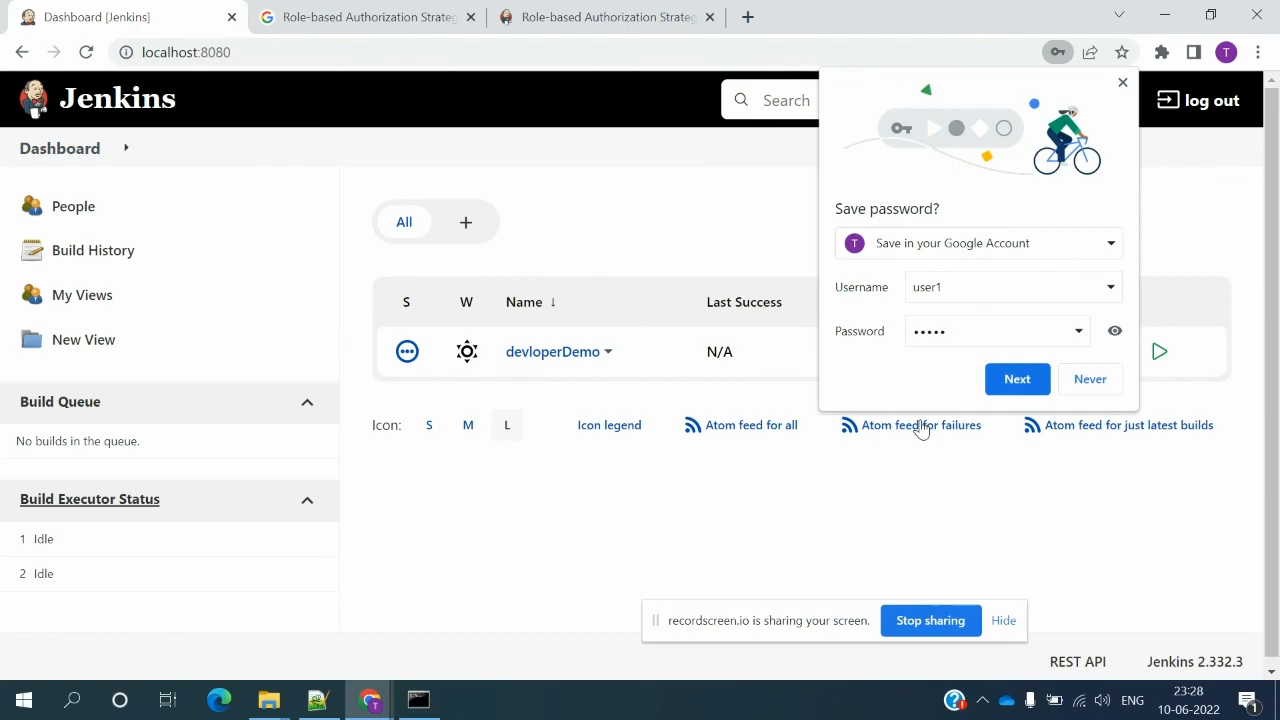 Dashboard [Jenkins]
Role-based Authorization Strateg
Role-based Authorization Strateg
localhost:8080
T
Jenkins
Search
log out
Dashboard
People
Build History
My Views
New View
All
S W Name ↓ Last Success
devloperDemo N/A
Icon: S M L Icon legend Atom feed for all Atom feed for failures Atom feed for just latest builds
Save password?
T Save in your Google Account
Username user1
Password •••••
Next Never
Build Queue
No builds in the queue.
Build Executor Status
1 Idle
2 Idle
recordscreen.io is sharing your screen. Stop sharing Hide
REST API Jenkins 2.332.3
T
ENG
23:28
10-06-2022
1